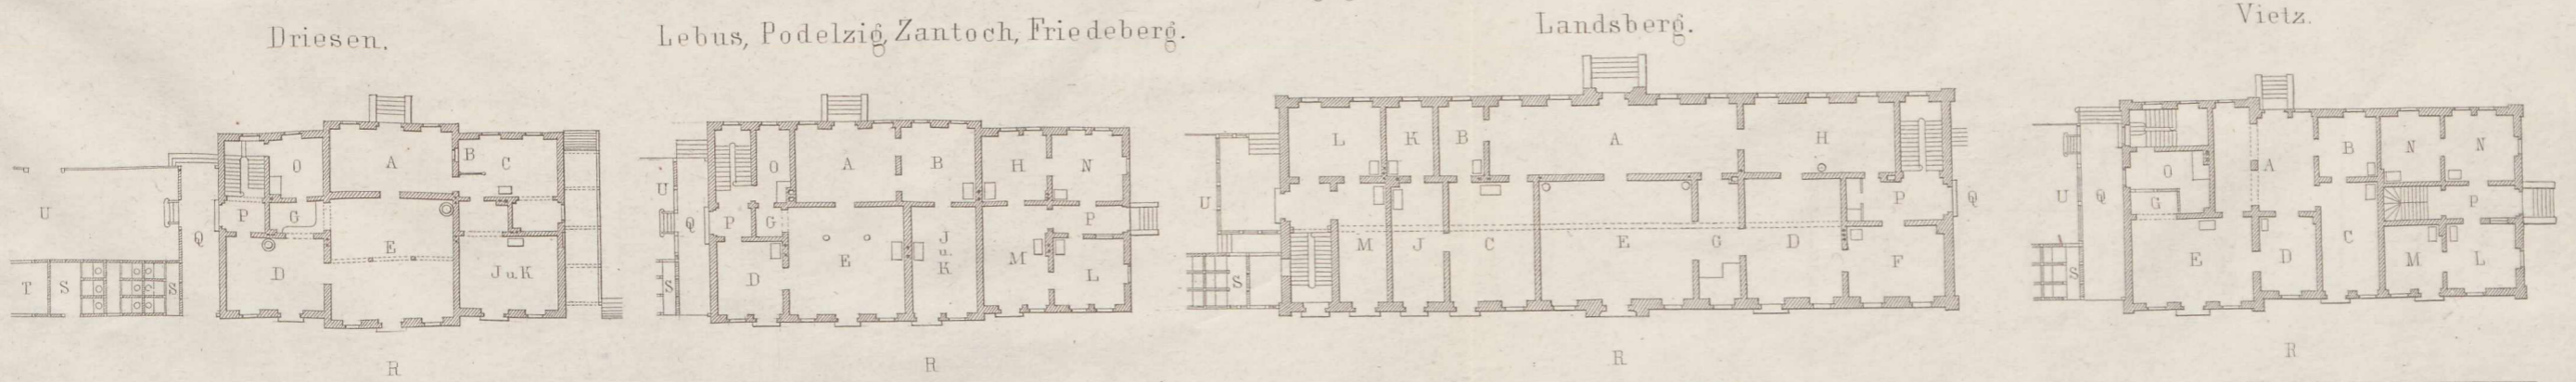 Driesen.
Lebus, Podelzig, Zantoch, Friedeberg.
Landsberg.
Vietz.
O A B C
U P G
Q E
D J u. K
T S S
R
O A B H N
U
Q P G P
J
u.
K
D E M L
S
R
L K B A H
U P Q
M J C E G D
S F
R
A B N N
O
U Q G P
C
E D M L
S
R